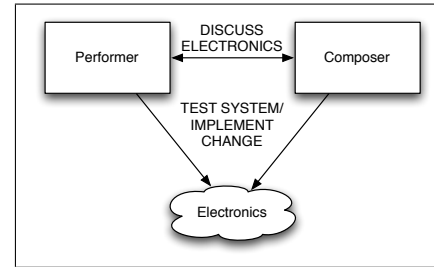 DISCUSS
ELECTRONICS
Performer
Composer
TEST SYSTEM/
IMPLEMENT
CHANGE
Electronics